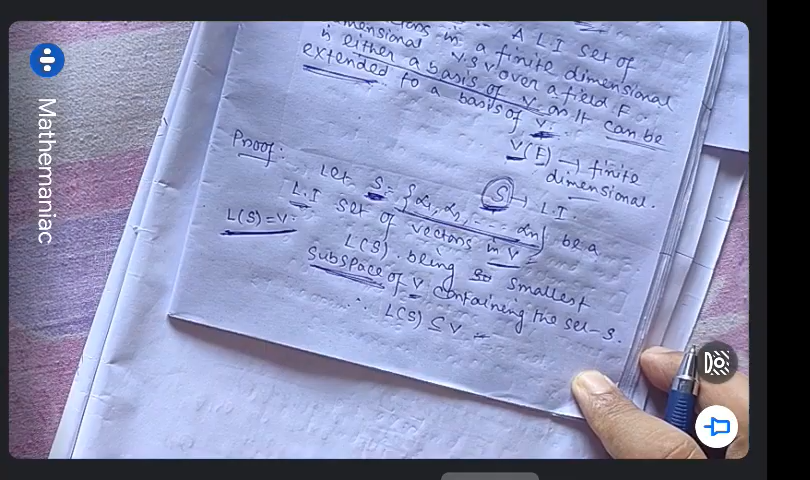 A LI set of
vectors in a finite dimensional
V.S V over a field F.
is either a basis of V or it can be
extended to a basis of V.
V(F) → finite
dimensional.
S → L.I.
Proof:
Let S = {α1, α2, .... αn} be a
L.I set of vectors in V
L(S) = V.
L(S) being smallest
subspace of V containing the set-S.
∴ L(S) ⊆ V
Mathemaniac